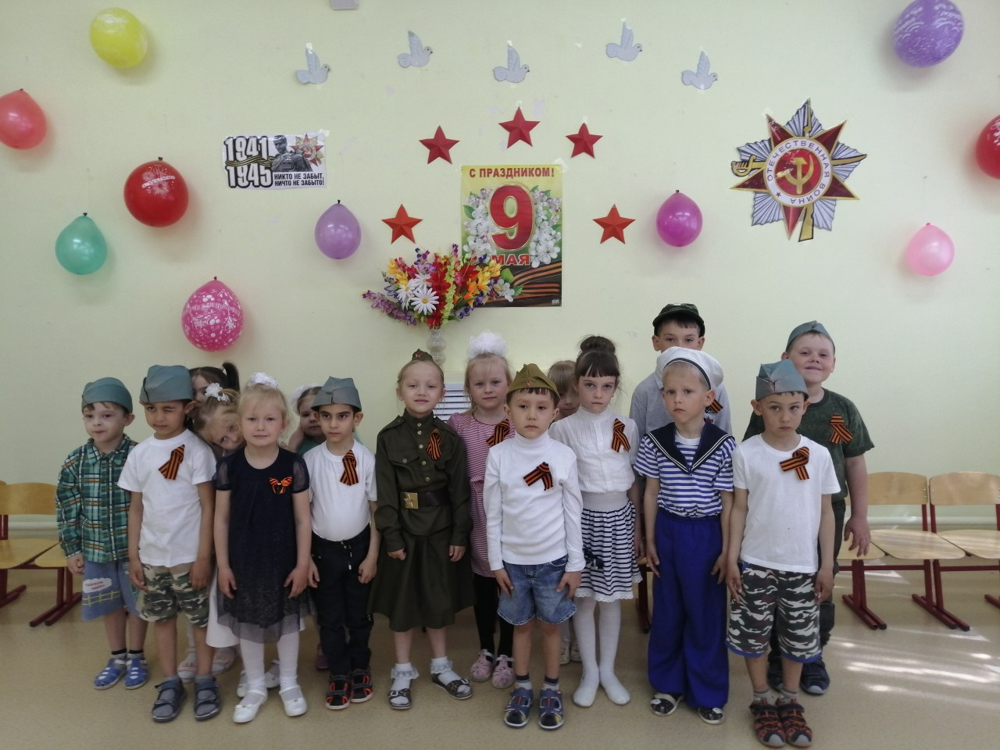 1941
1945
НИКТО НЕ ЗАБЫТ,
НИЧТО НЕ ЗАБЫТО!
С ПРАЗДНИКОМ!
9
МАЯ
ОТЕЧЕСТВЕННАЯ ВОЙНА